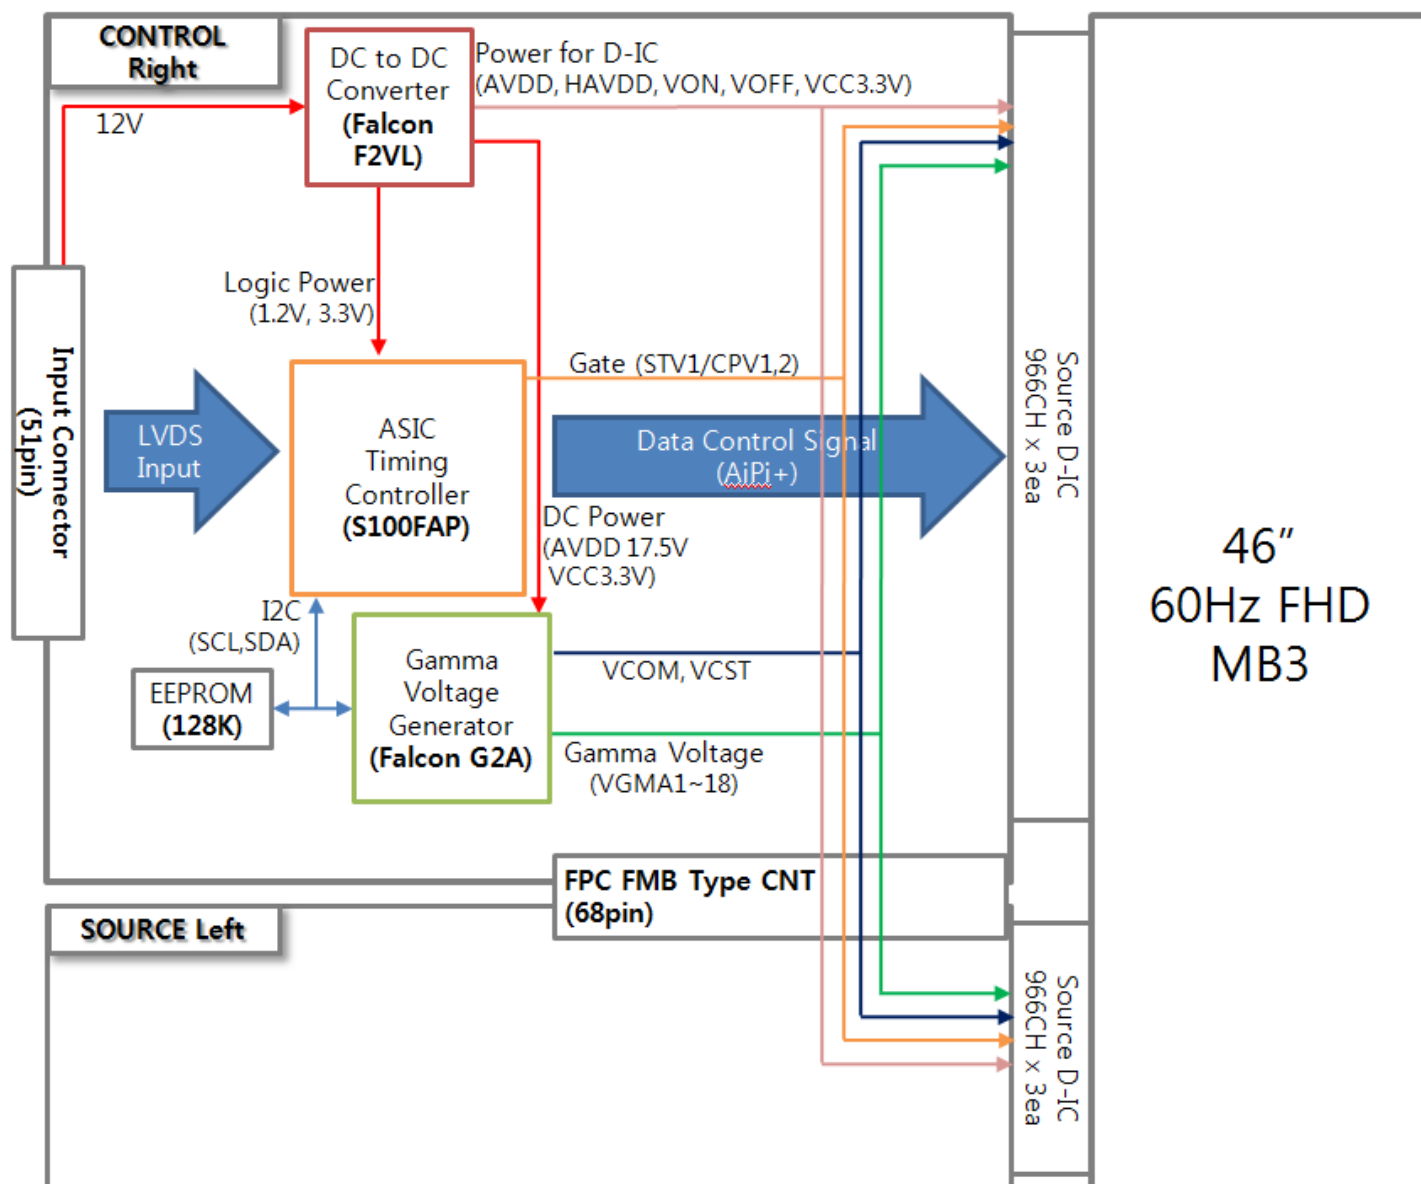 CONTROL
Right
DC to DC
Converter
(Falcon
F2VL)
Power for D-IC
(AVDD, HAVDD, VON, VOFF, VCC3.3V)
12V
Logic Power
(1.2V, 3.3V)
Input Connector
(51pin)
LVDS
Input
ASIC
Timing
Controller
(S100FAP)
Gate (STV1/CPV1,2)
Data Control Signal
(AiPi+)
DC Power
(AVDD 17.5V
VCC3.3V)
I2C
(SCL,SDA)
EEPROM
(128K)
Gamma
Voltage
Generator
(Falcon G2A)
VCOM, VCST
Gamma Voltage
(VGMA1~18)
Source D-IC
966CH x 3ea
46”
60Hz FHD
MB3
FPC FMB Type CNT
(68pin)
SOURCE Left
Source D-IC
966CH x 3ea